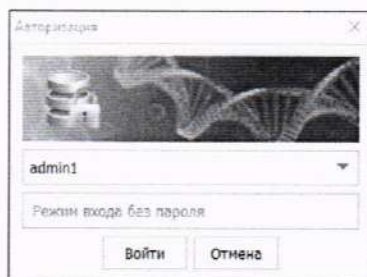 Авторизация
admin1
Режим входа без пароля
Войти
Отмена